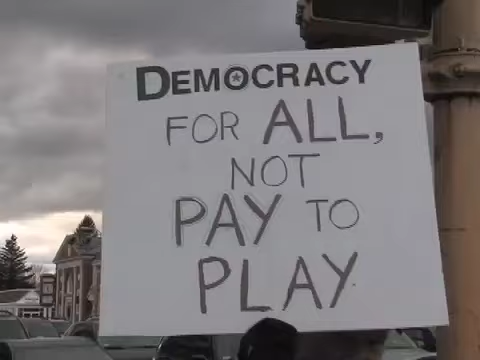 DEMOCRACY
FOR ALL,
NOT
PAY TO
PLAY